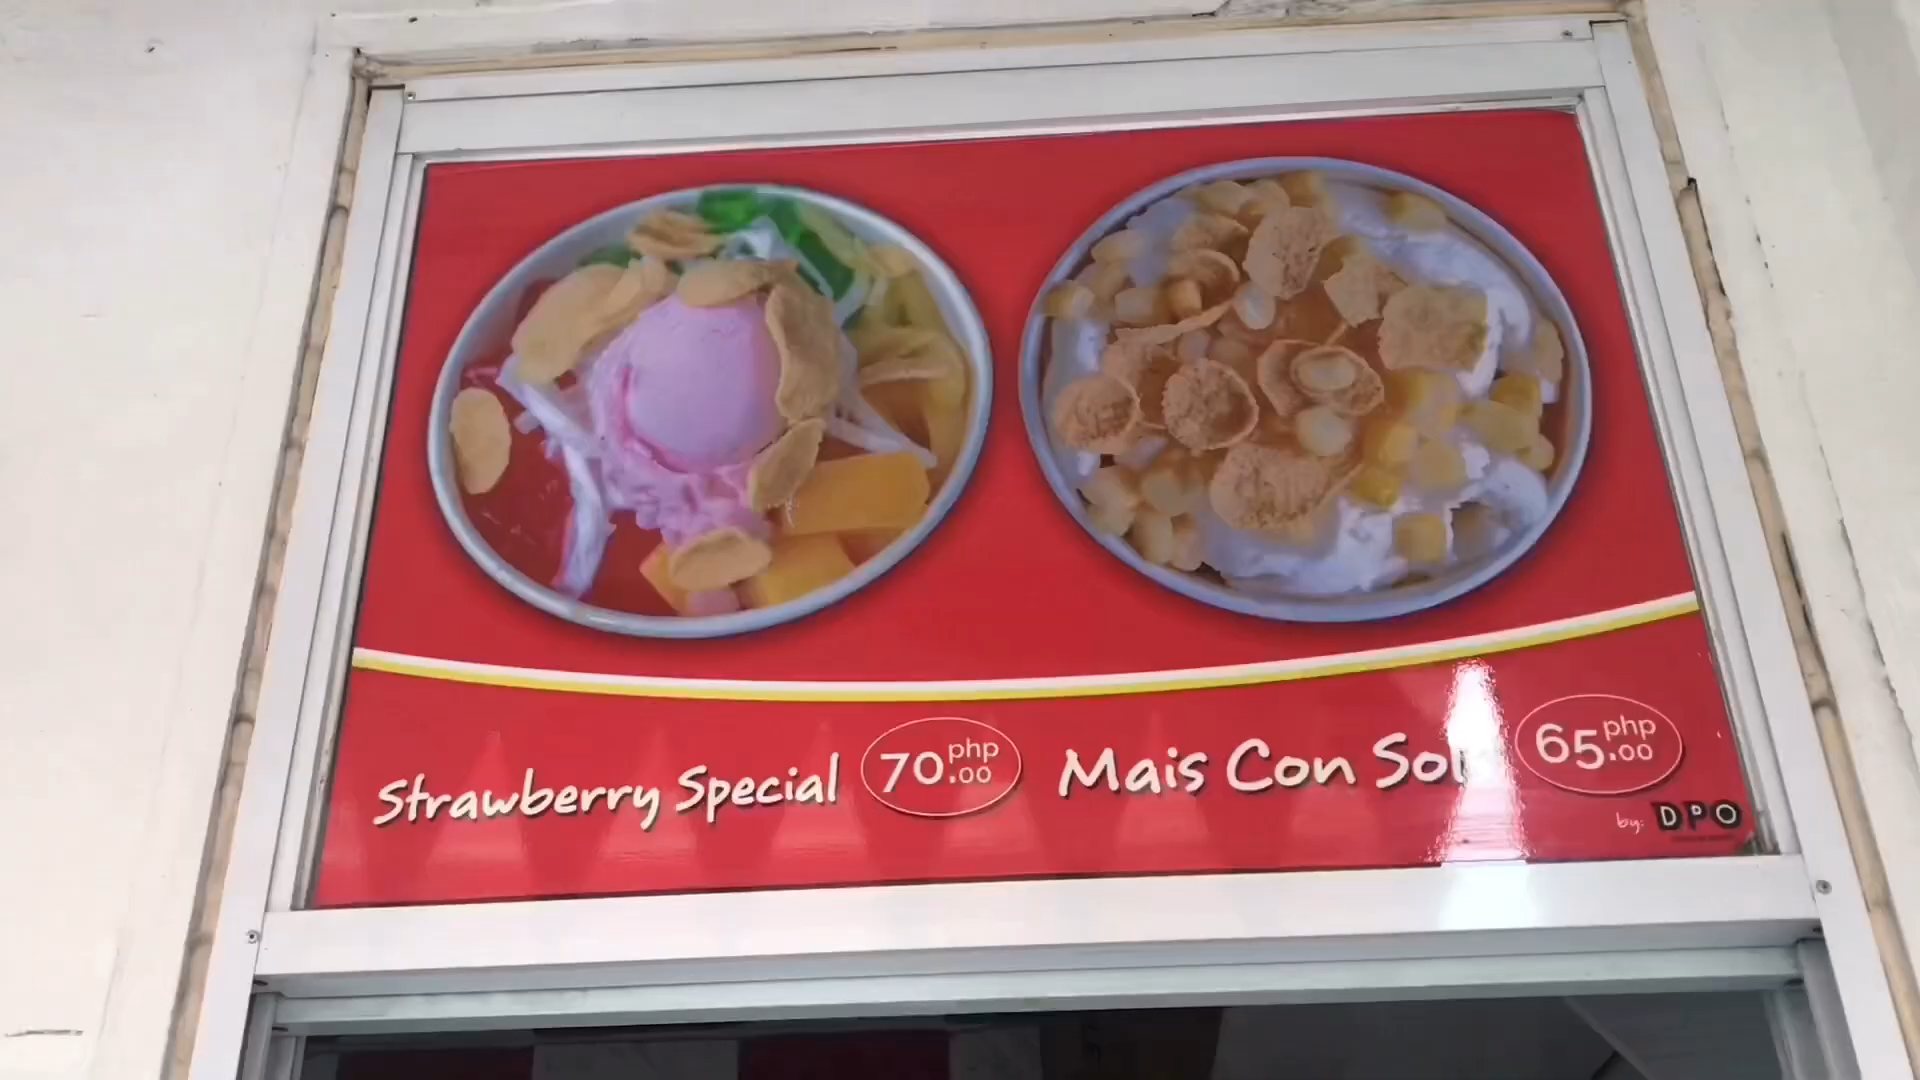 Strawberry Special 70.00 php
Mais Con 65.00 php
by: DPO